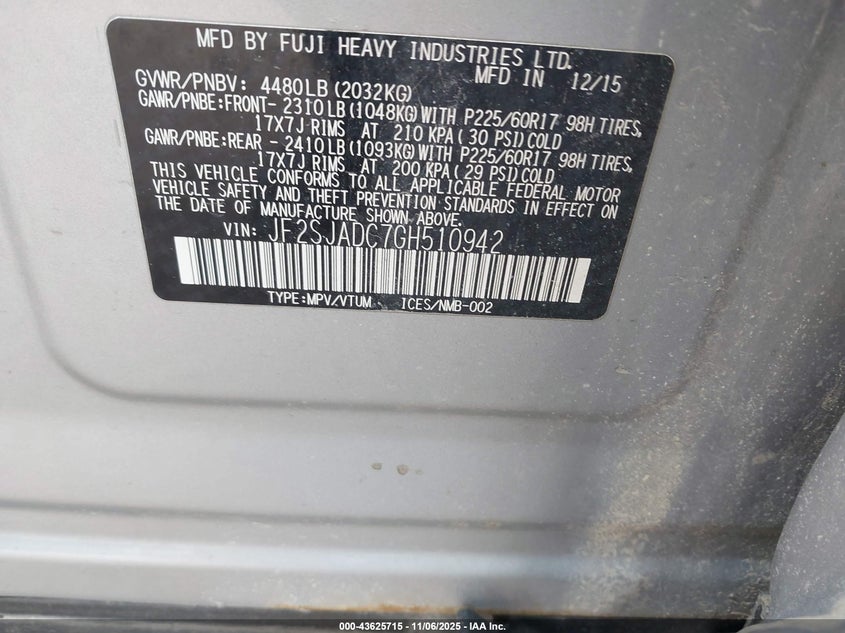 MFD BY FUJI HEAVY INDUSTRIES LTD.
MFD IN 12/15
GVWR/PNBV: 4480LB (2032KG)
GAWR/PNBE:FRONT- 2310LB(1048KG)WITH P225/60R17 98H TIRES,
17X7J RIMS AT 210 KPA( 30 PSI)COLD
GAWR/PNBE:REAR - 2410LB(1093KG)WITH P225/60R17 98H TIRES,
17X7J RIMS AT 200 KPA( 29 PSI)COLD
THIS VEHICLE CONFORMS TO ALL APPLICABLE FEDERAL MOTOR
VEHICLE SAFETY AND THEFT PREVENTION STANDARDS IN EFFECT ON
THE DATE OF MANUFACTURE SHOWN ABOVE.
VIN: JF2SJADC7GH510942
TYPE:MPV/VTUM ICES/NMB-002
000-43625715 - 11/06/2025 - IAA Inc.